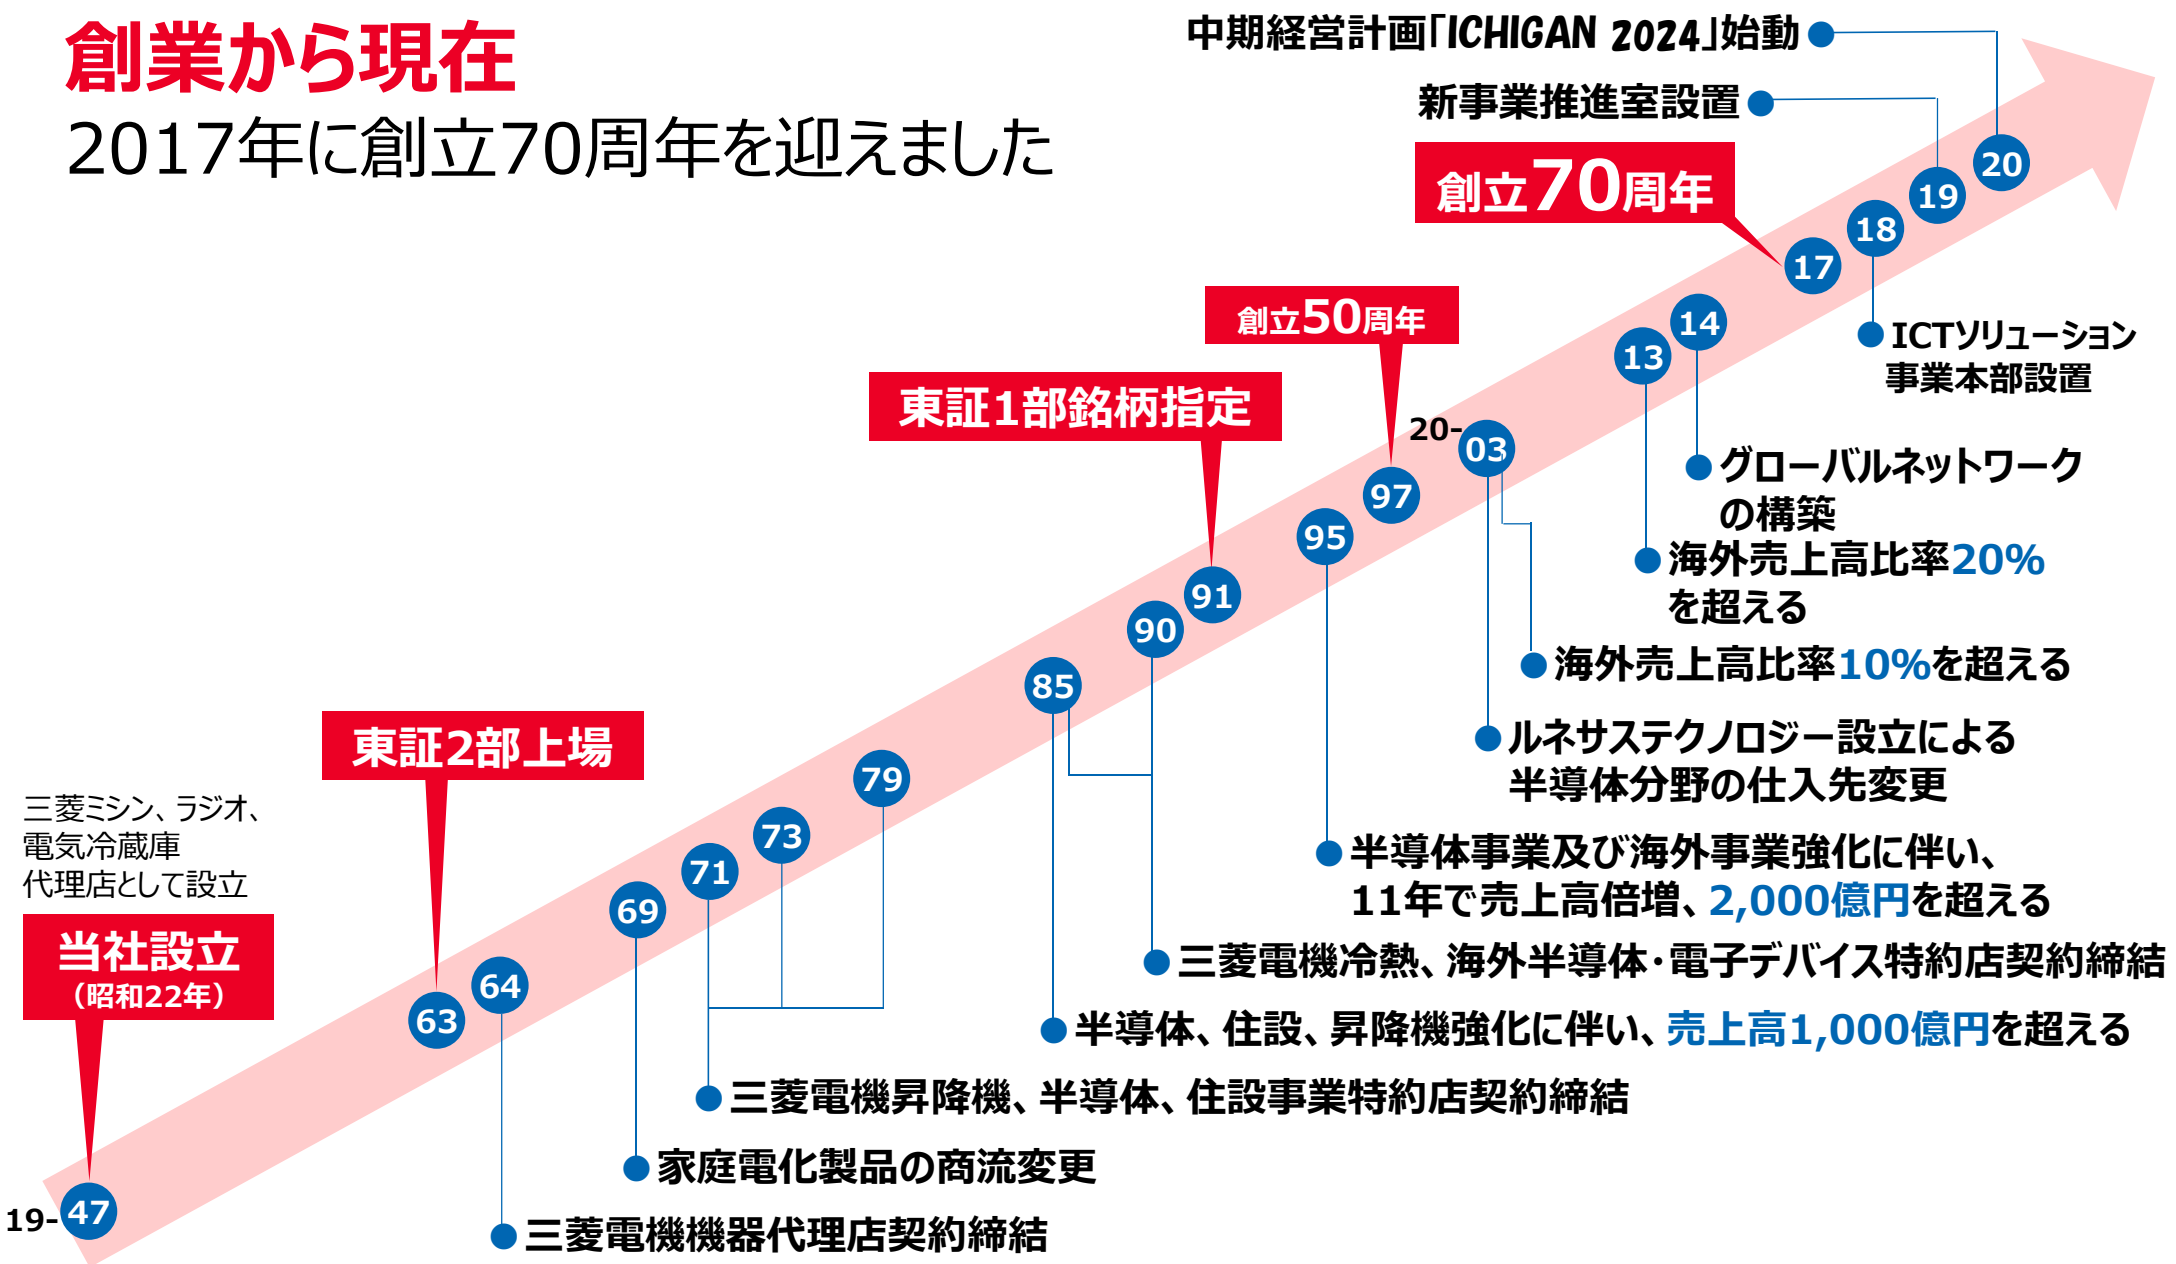 創業から現在
2017年に創立70周年を迎えました
中期経営計画「ICHIGAN 2024」始動
新事業推進室設置
創立70周年
創立50周年
東証1部銘柄指定
東証2部上場
三菱ミシン、ラジオ、
電気冷蔵庫
代理店として設立
当社設立
（昭和22年）
19-
47
63
64
69
71
73
79
85
90
91
95
97
20-
03
13
14
17
18
19
20
ICTソリューション
事業本部設置
グローバルネットワーク
の構築
海外売上高比率20%
を超える
海外売上高比率10%を超える
ルネサステクノロジー設立による
半導体分野の仕入先変更
半導体事業及び海外事業強化に伴い、
11年で売上高倍増、2,000億円を超える
三菱電機冷熱、海外半導体・電子デバイス特約店契約締結
半導体、住設、昇降機強化に伴い、売上高1,000億円を超える
三菱電機昇降機、半導体、住設事業特約店契約締結
家庭電化製品の商流変更
三菱電機機器代理店契約締結